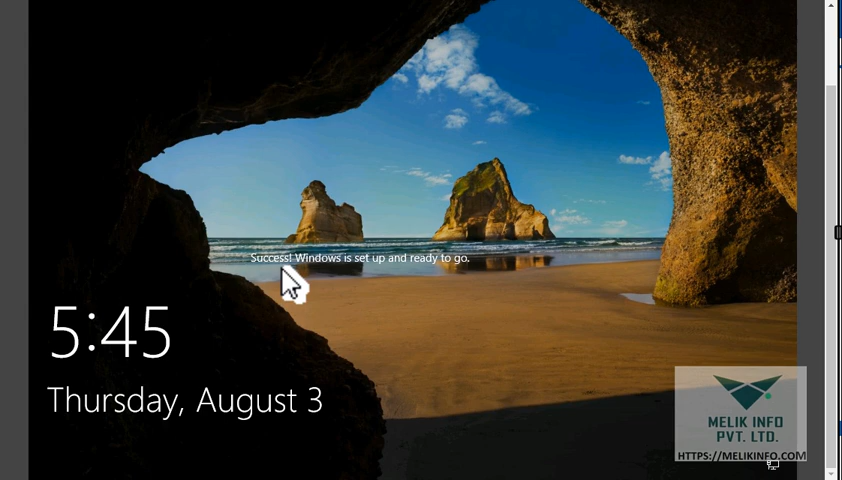 Success! Windows is set up and ready to go.
5:45
Thursday, August 3
MELIK INFO
PVT. LTD.
HTTPS://MELIKINFO.COM